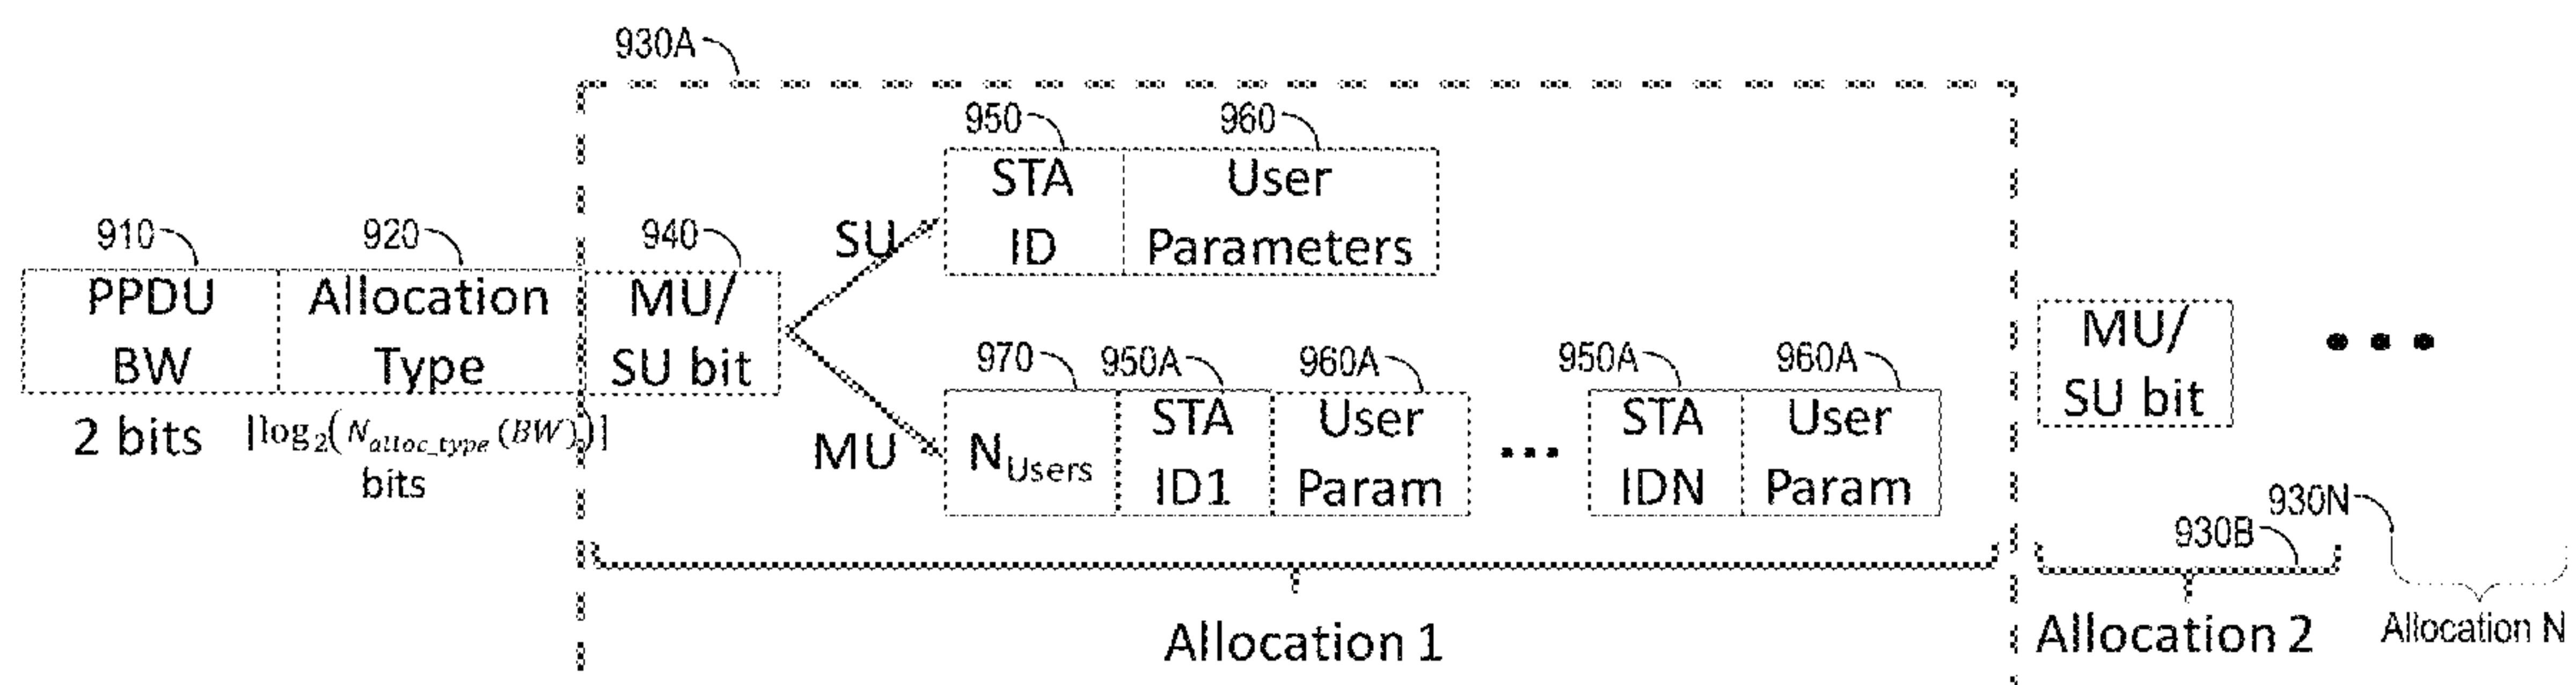 930A
950
960
STA
ID
User
Parameters
910
920
940
SU
PPDU
BW
Allocation
Type
MU/
SU bit
2 bits
⌈log₂(N_alloc_type (BW))⌉
bits
MU
970
950A
960A
950A
960A
N_Users
STA
ID1
User
Param
...
STA
IDN
User
Param
MU/
SU bit
...
930N
930B
Allocation 1
Allocation 2
Allocation N